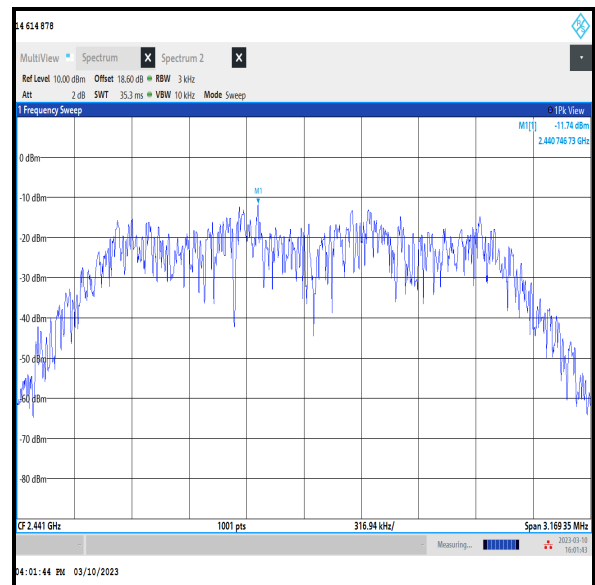 14 614 878
R S
MultiView Spectrum X Spectrum 2 X
Ref Level 10.00 dBm Offset 18.60 dB RBW 3 kHz
Att 2 dB SWT 35.3 ms VBW 10 kHz Mode Sweep
1 Frequency Sweep 1Pk View
M1[1] -11.74 dBm
2.440 746 73 GHz
0 dBm
M1
-10 dBm
-20 dBm
-30 dBm
-40 dBm
-50 dBm
-60 dBm
-70 dBm
-80 dBm
CF 2.441 GHz 1001 pts 316.94 kHz/ Span 3.169 35 MHz
Measuring... 2023-03-10
16:01:43
04:01:44 PM 03/10/2023